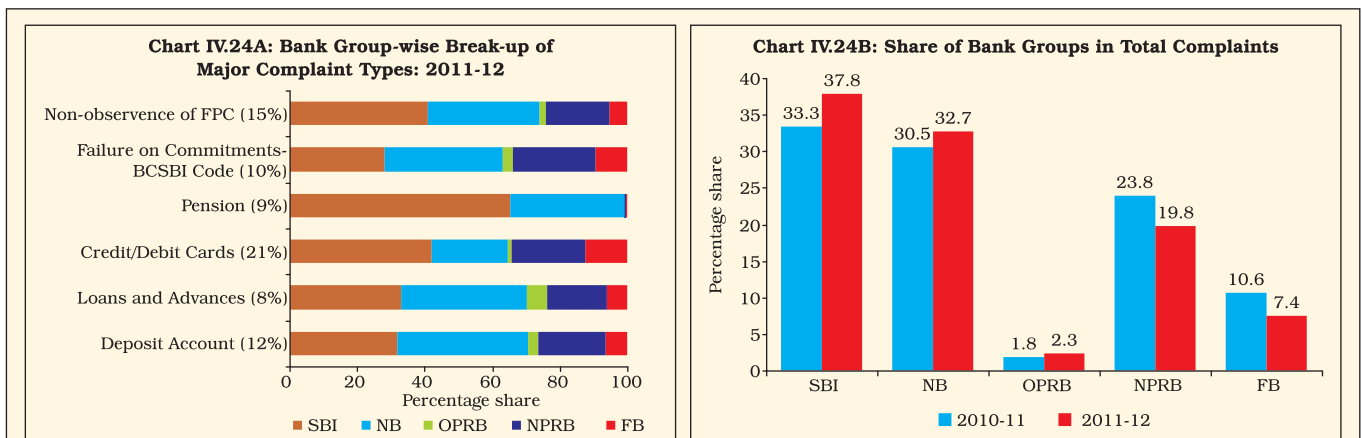 Chart IV.24A: Bank Group-wise Break-up of
Major Complaint Types: 2011-12
Non-observence of FPC (15%)
Failure on Commitments-
BCSBI Code (10%)
Pension (9%)
Credit/Debit Cards (21%)
Loans and Advances (8%)
Deposit Account (12%)
0 20 40 60 80 100
Percentage share
SBI NB OPRB NPRB FB
Chart IV.24B: Share of Bank Groups in Total Complaints
Percentage share
40
35
30
25
20
15
10
5
0
33.3 37.8
30.5 32.7
1.8 2.3
23.8 19.8
10.6 7.4
SBI NB OPRB NPRB FB
2010-11 2011-12